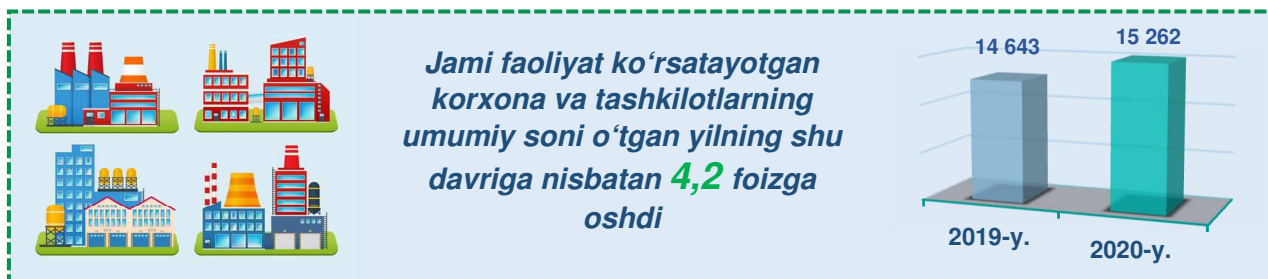 Jami faoliyat ko‘rsatayotgan
korxona va tashkilotlarning
umumiy soni o‘tgan yilning shu
davriga nisbatan 4,2 foizga
oshdi
14 643
15 262
2019-y.
2020-y.